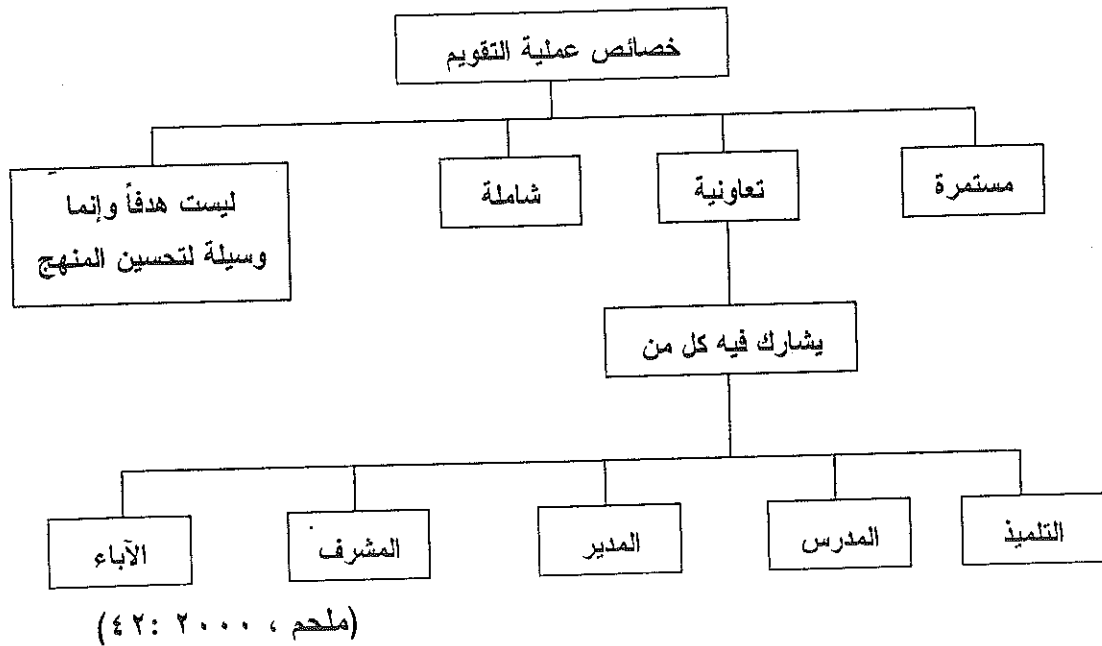 خصائص عملية التقويم
مستمرة
تعاونية
شاملة
ليست هدفاً وإنما
وسيلة لتحسين المنهج
يشارك فيه كل من
التلميذ
المدرس
المدير
المشرف
الآباء
(ملحم ، ٢٠٠٠ :٤٢)